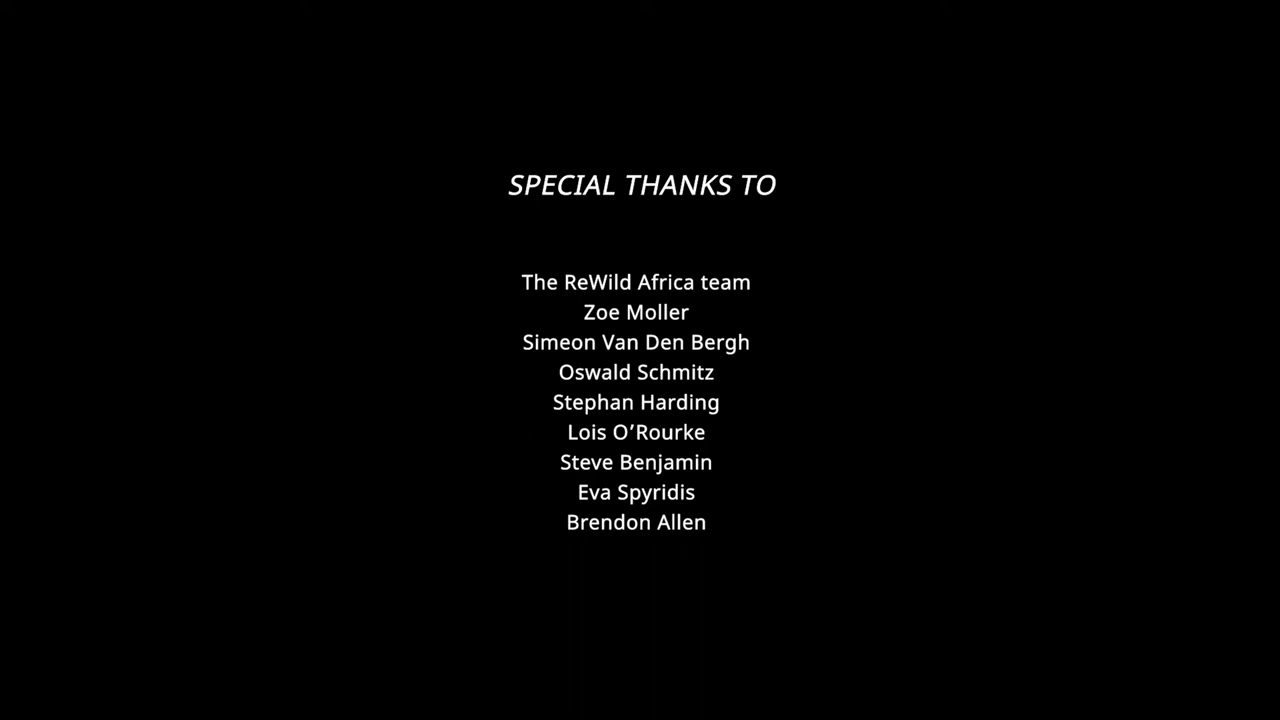 SPECIAL THANKS TO
The ReWild Africa team
Zoe Moller
Simeon Van Den Bergh
Oswald Schmitz
Stephan Harding
Lois O’Rourke
Steve Benjamin
Eva Spyridis
Brendon Allen